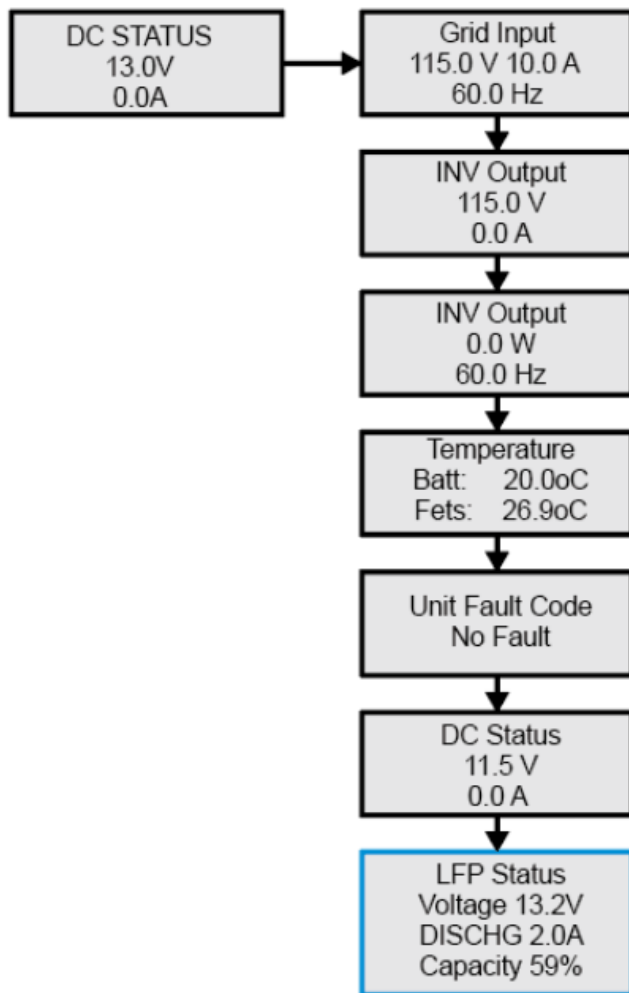 DC STATUS
13.0V
0.0A
Grid Input
115.0 V 10.0 A
60.0 Hz
INV Output
115.0 V
0.0 A
INV Output
0.0 W
60.0 Hz
Temperature
Batt: 20.0oC
Fets: 26.9oC
Unit Fault Code
No Fault
DC Status
11.5 V
0.0 A
LFP Status
Voltage 13.2V
DISCHG 2.0A
Capacity 59%